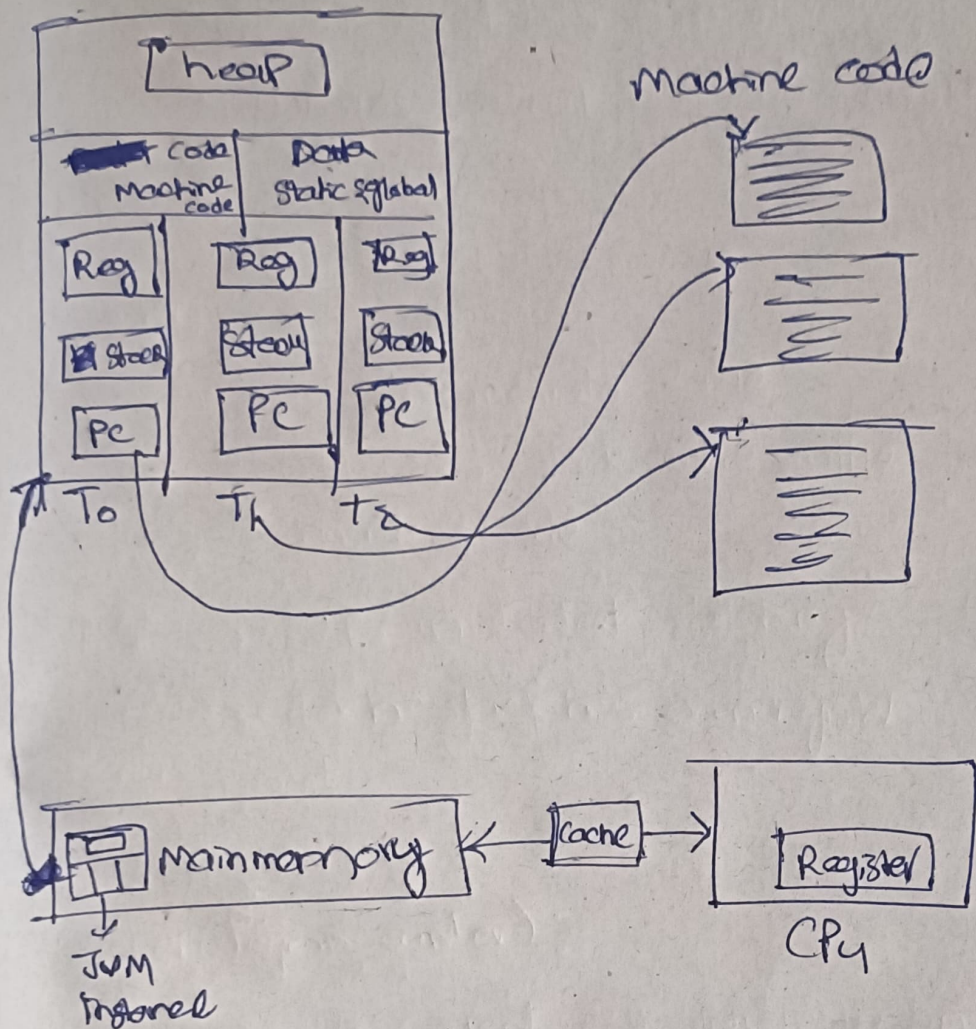 heap
Machine code
Code
Machine
code
Data
Static & global
Reg
Reg
Reg
Stack
Stack
Stack
PC
PC
PC
T0
T1
T2
Main memory
Cache
Register
CPU
JVM